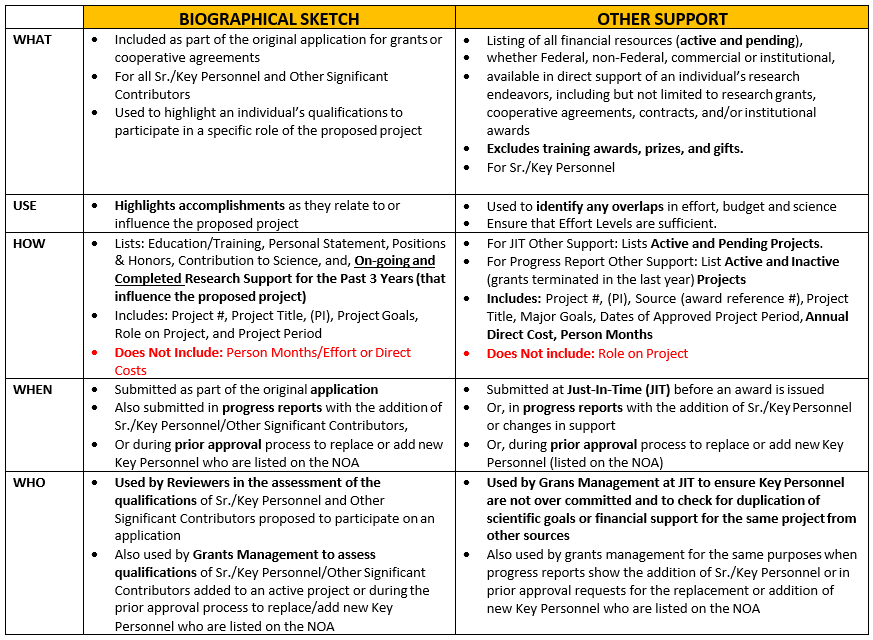 BIOGRAPHICAL SKETCH
OTHER SUPPORT
WHAT
• Included as part of the original application for grants or
cooperative agreements
• For all Sr./Key Personnel and Other Significant
Contributors
• Used to highlight an individual's qualifications to
participate in a specific role of the proposed project
• Listing of all financial resources (active and pending),
• whether Federal, non-Federal, commercial or institutional,
• available in direct support of an individual's research
endeavors, including but not limited to research grants,
cooperative agreements, contracts, and/or institutional
awards
• Excludes training awards, prizes, and gifts.
• For Sr./Key Personnel
USE
• Highlights accomplishments as they relate to or
influence the proposed project
• Used to identify any overlaps in effort, budget and science
• Ensure that Effort Levels are sufficient.
HOW
• Lists: Education/Training, Personal Statement, Positions
& Honors, Contribution to Science, and, On-going and
Completed Research Support for the Past 3 Years (that
influence the proposed project)
• Includes: Project #, Project Title, (PI), Project Goals,
Role on Project, and Project Period
• Does Not Include: Person Months/Effort or Direct
Costs
• For JIT Other Support: Lists Active and Pending Projects.
• For Progress Report Other Support: List Active and Inactive
(grants terminated in the last year) Projects
• Includes: Project #, (PI), Source (award reference #), Project
Title, Major Goals, Dates of Approved Project Period, Annual
Direct Cost, Person Months
• Does Not include: Role on Project
WHEN
• Submitted as part of the original application
• Also submitted in progress reports with the addition of
Sr./Key Personnel/Other Significant Contributors,
• Or during prior approval process to replace or add new
Key Personnel who are listed on the NOA
• Submitted at Just-In-Time (JIT) before an award is issued
• Or, in progress reports with the addition of Sr./Key Personnel
or changes in support
• Or, during prior approval process to replace or add new Key
Personnel (listed on the NOA)
WHO
• Used by Reviewers in the assessment of the
qualifications of Sr./Key Personnel and Other
Significant Contributors proposed to participate on an
application
• Also used by Grants Management to assess
qualifications of Sr./Key Personnel/Other Significant
Contributors added to an active project or during the
prior approval process to replace/add new Key
Personnel who are listed on the NOA
• Used by Grans Management at JIT to ensure Key Personnel
are not over committed and to check for duplication of
scientific goals or financial support for the same project from
other sources
• Also used by grants management for the same purposes when
progress reports show the addition of Sr./Key Personnel or in
prior approval requests for the replacement or addition of
new Key Personnel who are listed on the NOA